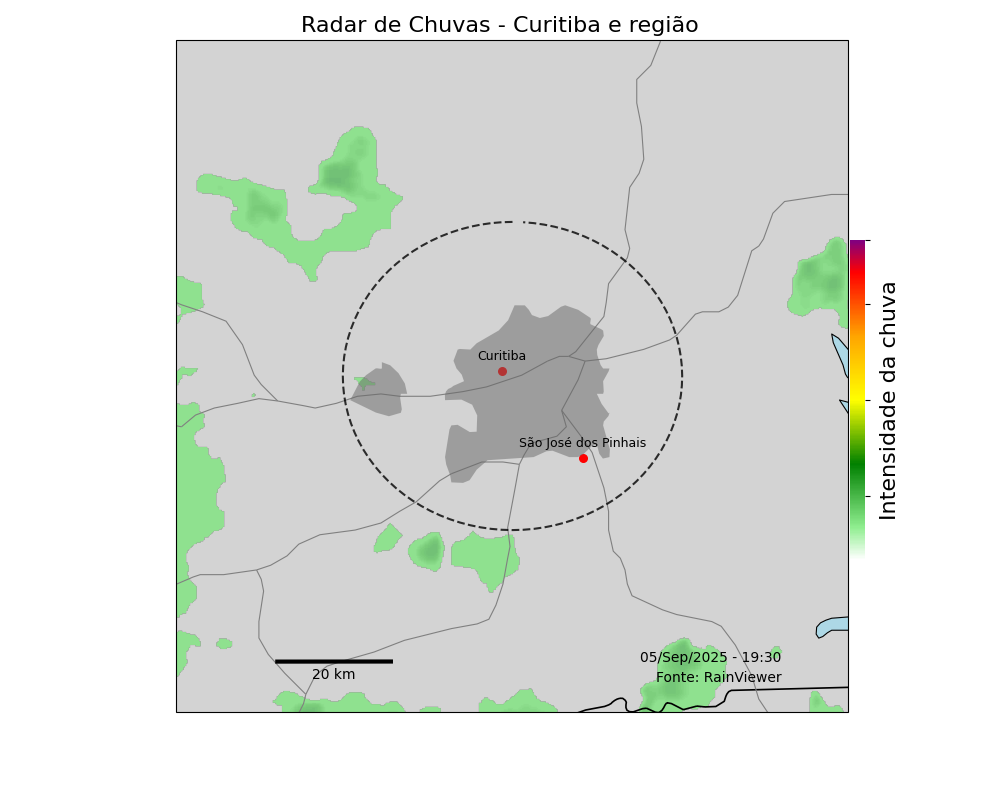 Radar de Chuvas - Curitiba e região
Curitiba
São José dos Pinhais
Intensidade da chuva
05/Sep/2025 - 19:30
Fonte: RainViewer
20 km